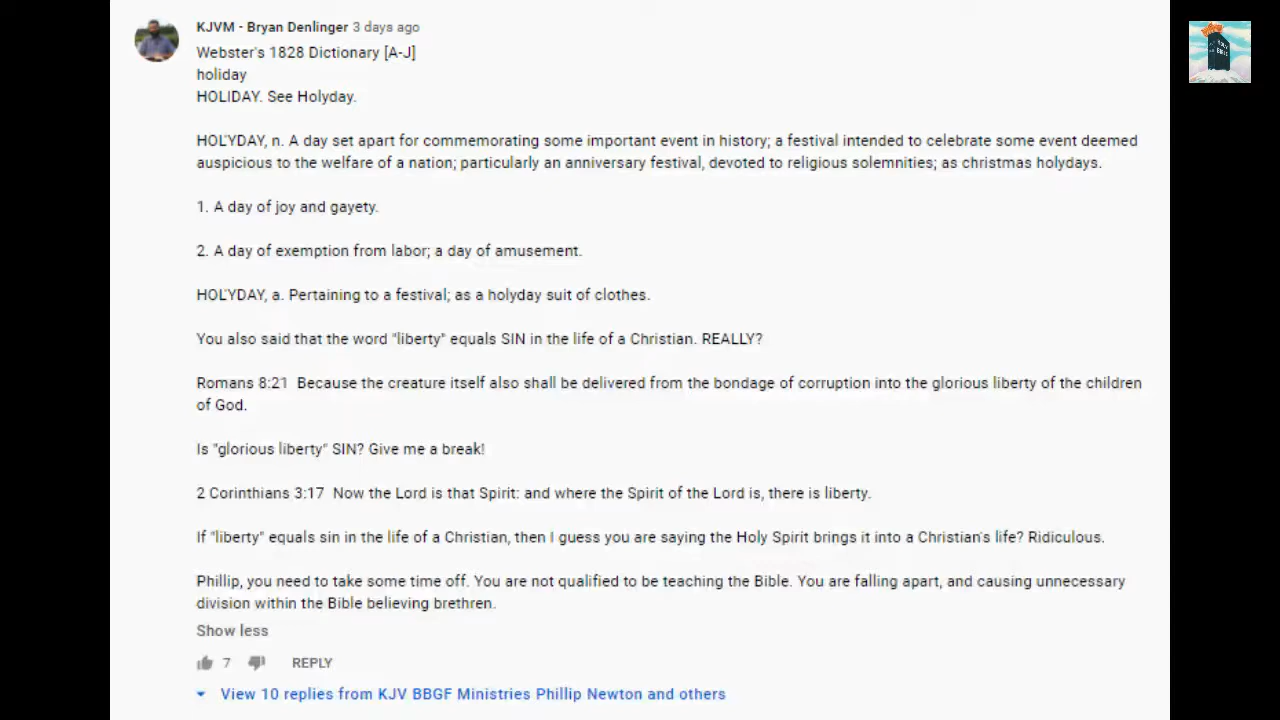 KJVM - Bryan Denlinger 3 days ago
Webster's 1828 Dictionary [A-J]
holiday
HOLIDAY. See Holyday.
HOL'YDAY, n. A day set apart for commemorating some important event in history; a festival intended to celebrate some event deemed
auspicious to the welfare of a nation; particularly an anniversary festival, devoted to religious solemnities; as christmas holydays.
1. A day of joy and gayety.
2. A day of exemption from labor; a day of amusement.
HOL'YDAY, a. Pertaining to a festival; as a holyday suit of clothes.
You also said that the word "liberty" equals SIN in the life of a Christian. REALLY?
Romans 8:21 Because the creature itself also shall be delivered from the bondage of corruption into the glorious liberty of the children
of God.
Is "glorious liberty" SIN? Give me a break!
2 Corinthians 3:17 Now the Lord is that Spirit: and where the Spirit of the Lord is, there is liberty.
If "liberty" equals sin in the life of a Christian, then I guess you are saying the Holy Spirit brings it into a Christian's life? Ridiculous.
Phillip, you need to take some time off. You are not qualified to be teaching the Bible. You are falling apart, and causing unnecessary
division within the Bible believing brethren.
Show less
7 REPLY
View 10 replies from KJV BBGF Ministries Phillip Newton and others
HOLY
BIBLE